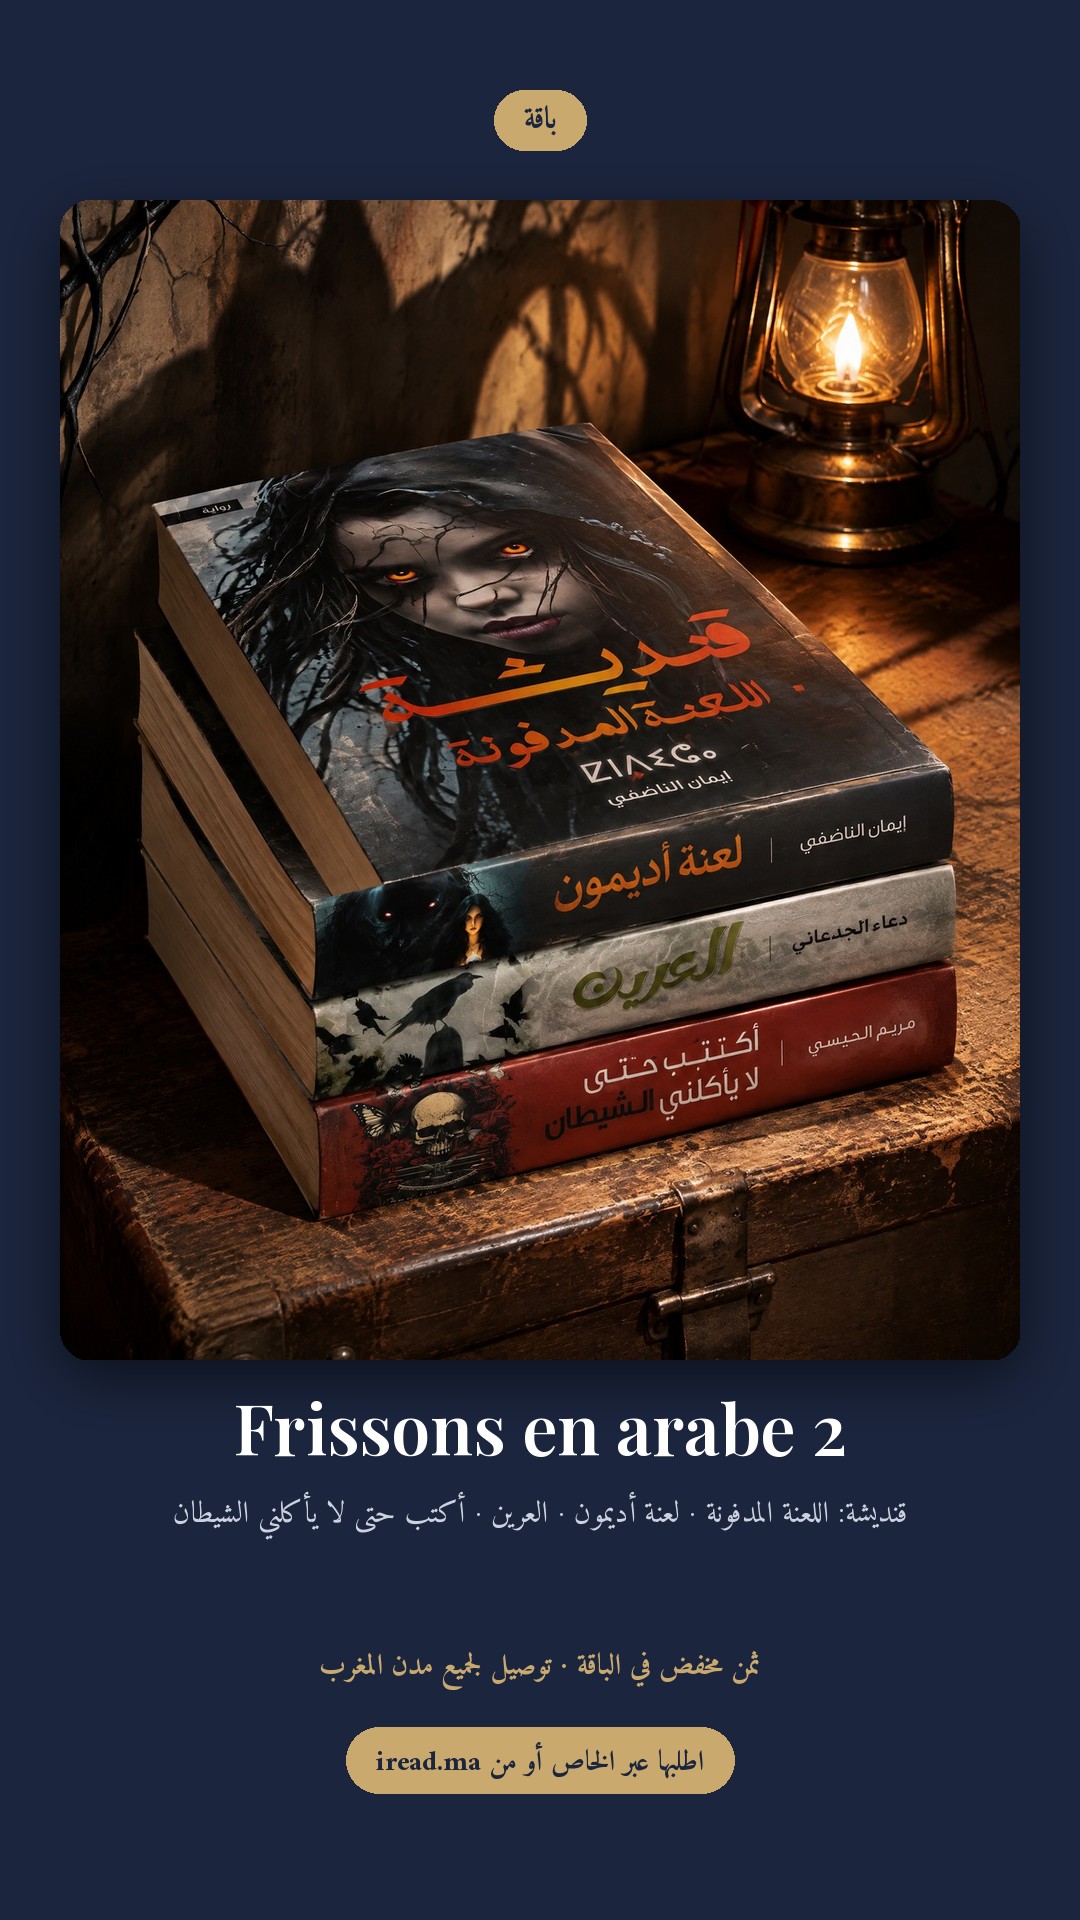 باقة
رواية
قنديشة
اللعنة المدفونة
إيمان الناضفي
لعنة أديمون | إيمان الناضفي
العرين | دعاء الجدعاني
أكتتبب حتى
لا يأكلني الشيطان | مريم الحيسي
Frissons en arabe 2
قنديشة: اللعنة المدفونة · لعنة أديمون · العرين · أكتب حتى لا يأكلني الشيطان
ثمن مخفض في الباقة · توصيل لجميع مدن المغرب
اطلبها عبر الخاص أو من iread.ma